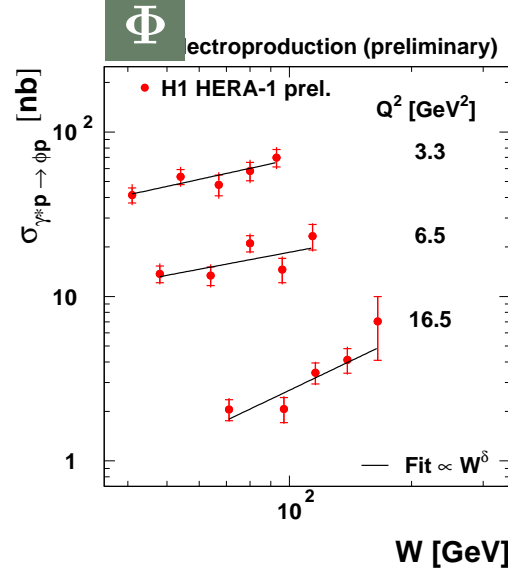 Φ
lectroproduction (preliminary)
H1 HERA-1 prel.
Q² [GeV²]
3.3
6.5
16.5
σγ*p → ϕp [nb]
10²
10
1
Fit ∝ W^δ
10²
W [GeV]